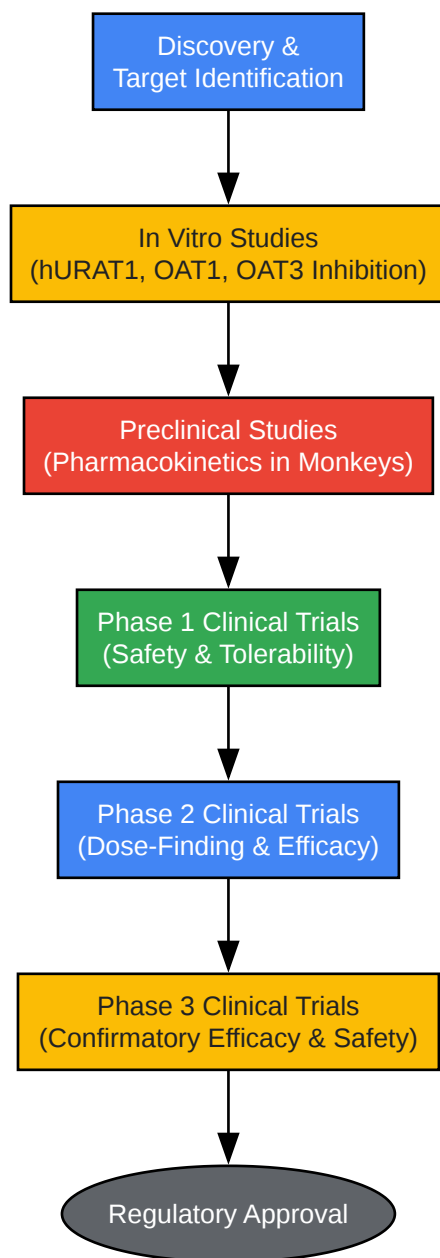 Discovery &
Target Identification
In Vitro Studies
(hURAT1, OAT1, OAT3 Inhibition)
Preclinical Studies
(Pharmacokinetics in Monkeys)
Phase 1 Clinical Trials
(Safety & Tolerability)
Phase 2 Clinical Trials
(Dose-Finding & Efficacy)
Phase 3 Clinical Trials
(Confirmatory Efficacy & Safety)
Regulatory Approval